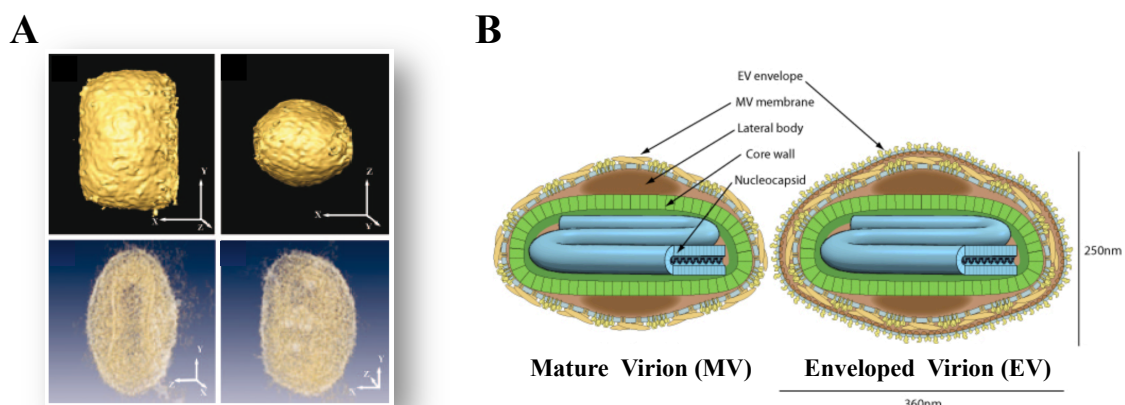 A
B
Y
X
Z
Z
X
Y
Y
Z
X
Y
Z
X
EV envelope
MV membrane
Lateral body
Core wall
Nucleocapsid
250nm
Mature Virion (MV)
Enveloped Virion (EV)
360nm